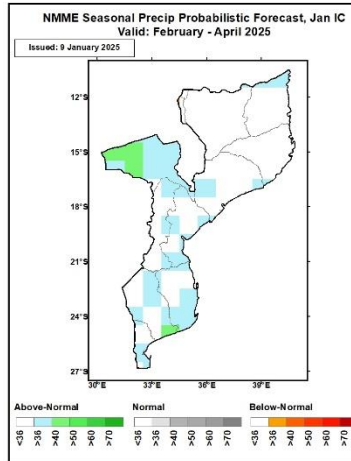 NMME Seasonal Precip Probabilistic Forecast, Jan IC
Valid: February - April 2025
Issued: 9 January 2025
12°S
15°S
18°S
21°S
24°S
27°S
30°E 33°E 36°E 39°E
Above-Normal Normal Below-Normal
<36 >36 >40 >50 >60 >70 <36 >36 >40 >50 >60 >70 <36 >36 >40 >50 >60 >70